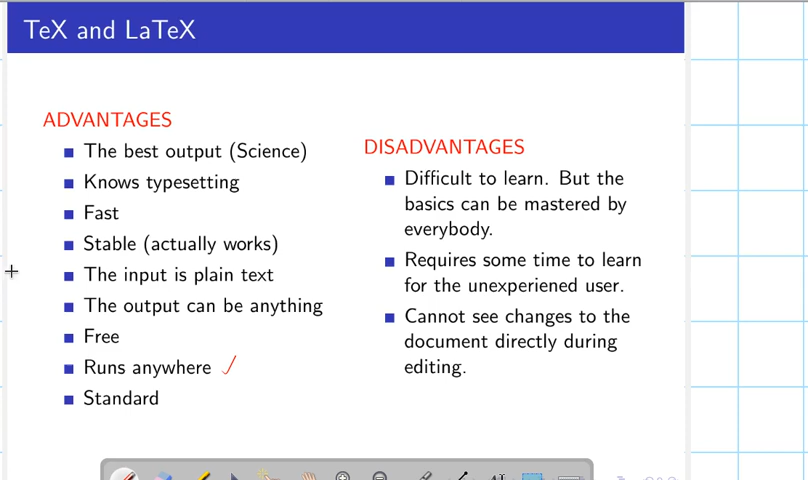 TeX and LaTeX
ADVANTAGES
The best output (Science)
Knows typesetting
Fast
Stable (actually works)
The input is plain text
The output can be anything
Free
Runs anywhere
Standard
DISADVANTAGES
Difficult to learn. But the
basics can be mastered by
everybody.
Requires some time to learn
for the unexperiened user.
Cannot see changes to the
document directly during
editing.